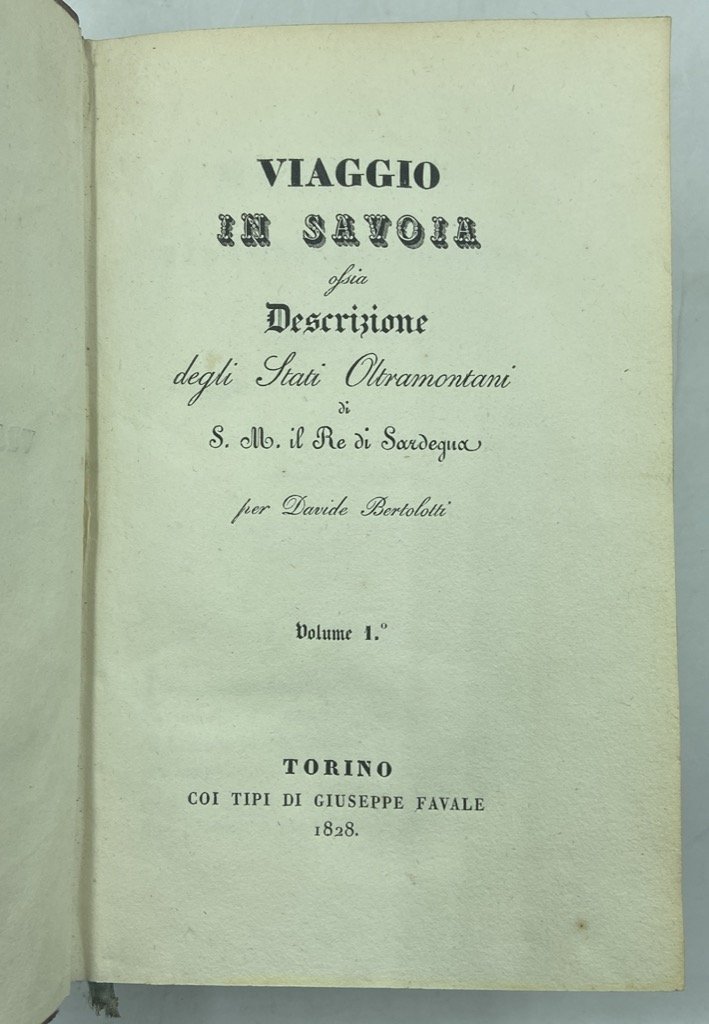 VIAGGIO
IN SAVOIA
ossia
Descrizione
degli Stati Oltramontani
di
S. M. il Re di Sardegna
per Davide Bertolotti
Volume 1.º
TORINO
COI TIPI DI GIUSEPPE FAVALE
1828.